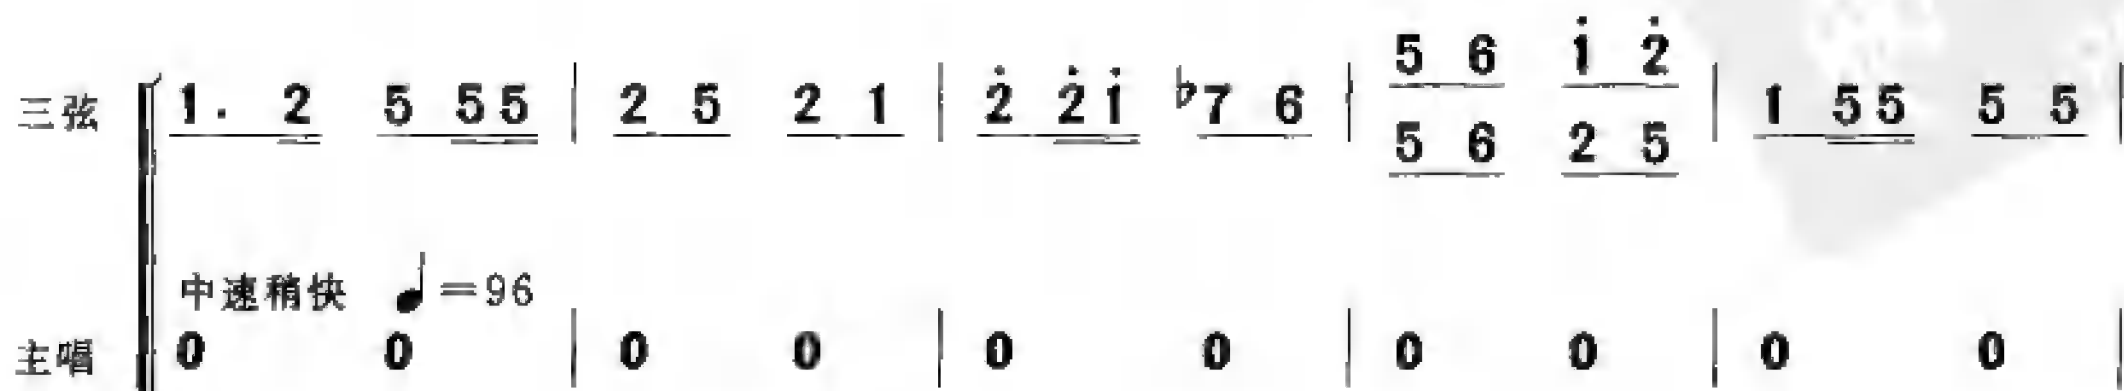 5 6 i̇ 2̇
三弦 1· 2 5 55 | 2 5 2 1 | 2̇ 2̇1̇ ♭7 6 | | 1 55 5 5 |
5 6 2 5
中速稍快 ♩=96
主唱 0 0 | 0 0 | 0 0 | 0 0 | 0 0 |